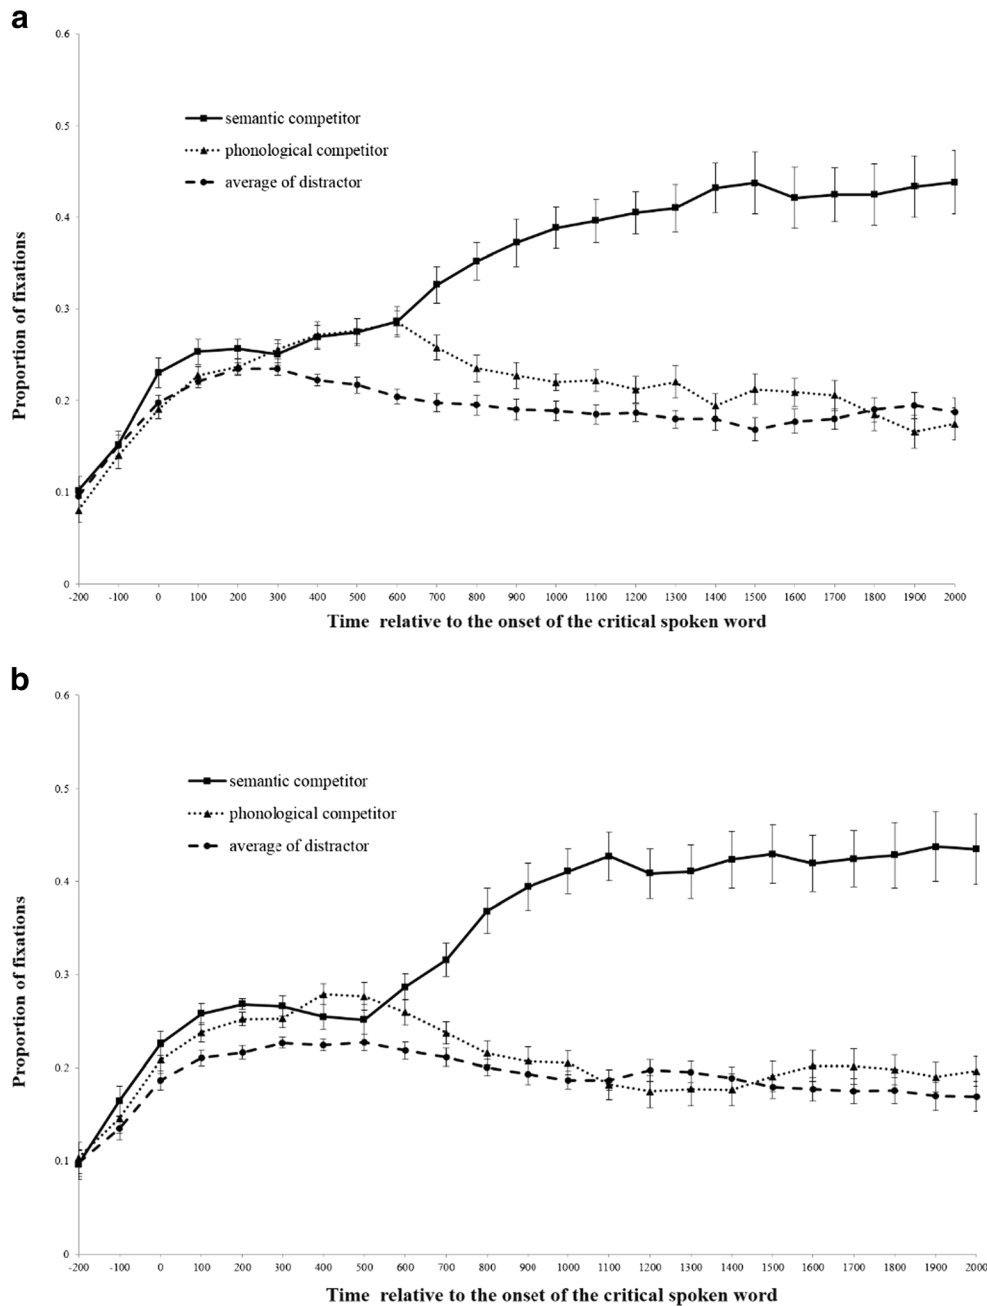 a
0.6
0.5
0.4
0.3
0.2
0.1
0
Proportion of fixations
semantic competitor
phonological competitor
average of distractor
-200 -100 0 100 200 300 400 500 600 700 800 900 1000 1100 1200 1300 1400 1500 1600 1700 1800 1900 2000
Time relative to the onset of the critical spoken word
b
0.6
0.5
0.4
0.3
0.2
0.1
0
Proportion of fixations
semantic competitor
phonological competitor
average of distractor
-200 -100 0 100 200 300 400 500 600 700 800 900 1000 1100 1200 1300 1400 1500 1600 1700 1800 1900 2000
Time relative to the onset of the critical spoken word